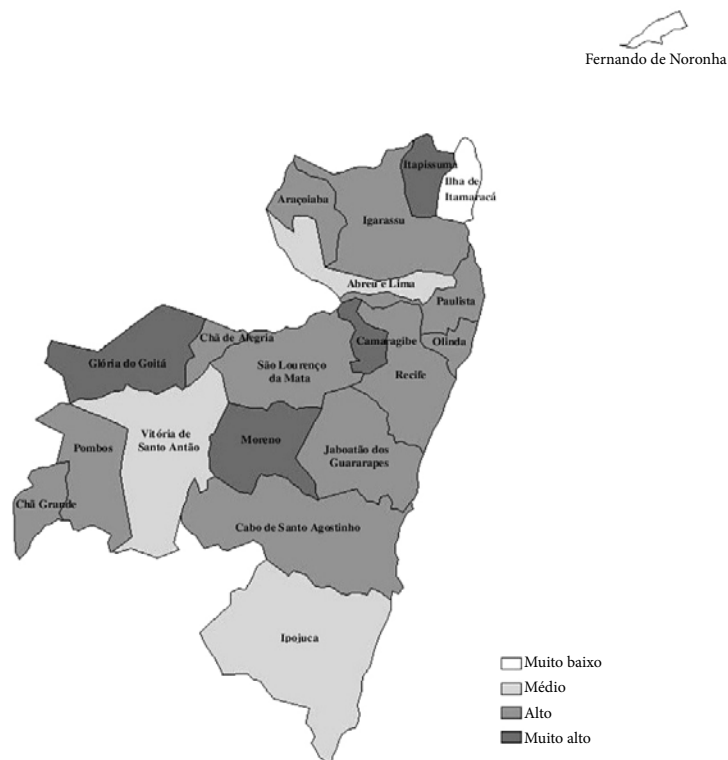 Fernando de Noronha
Itapissuma
Ilha de
Itamaracá
Araçoiaba
Igarassu
Abreu e Lima
Paulista
Chã de Alegria
Camaragibe
Olinda
Glória do Goitá
São Lourenço
da Mata
Recife
Vitória de
Santo Antão
Moreno
Pombos
Jaboatão dos
Guararapes
Chã Grande
Cabo de Santo Agostinho
Ipojuca
Muito baixo
Médio
Alto
Muito alto